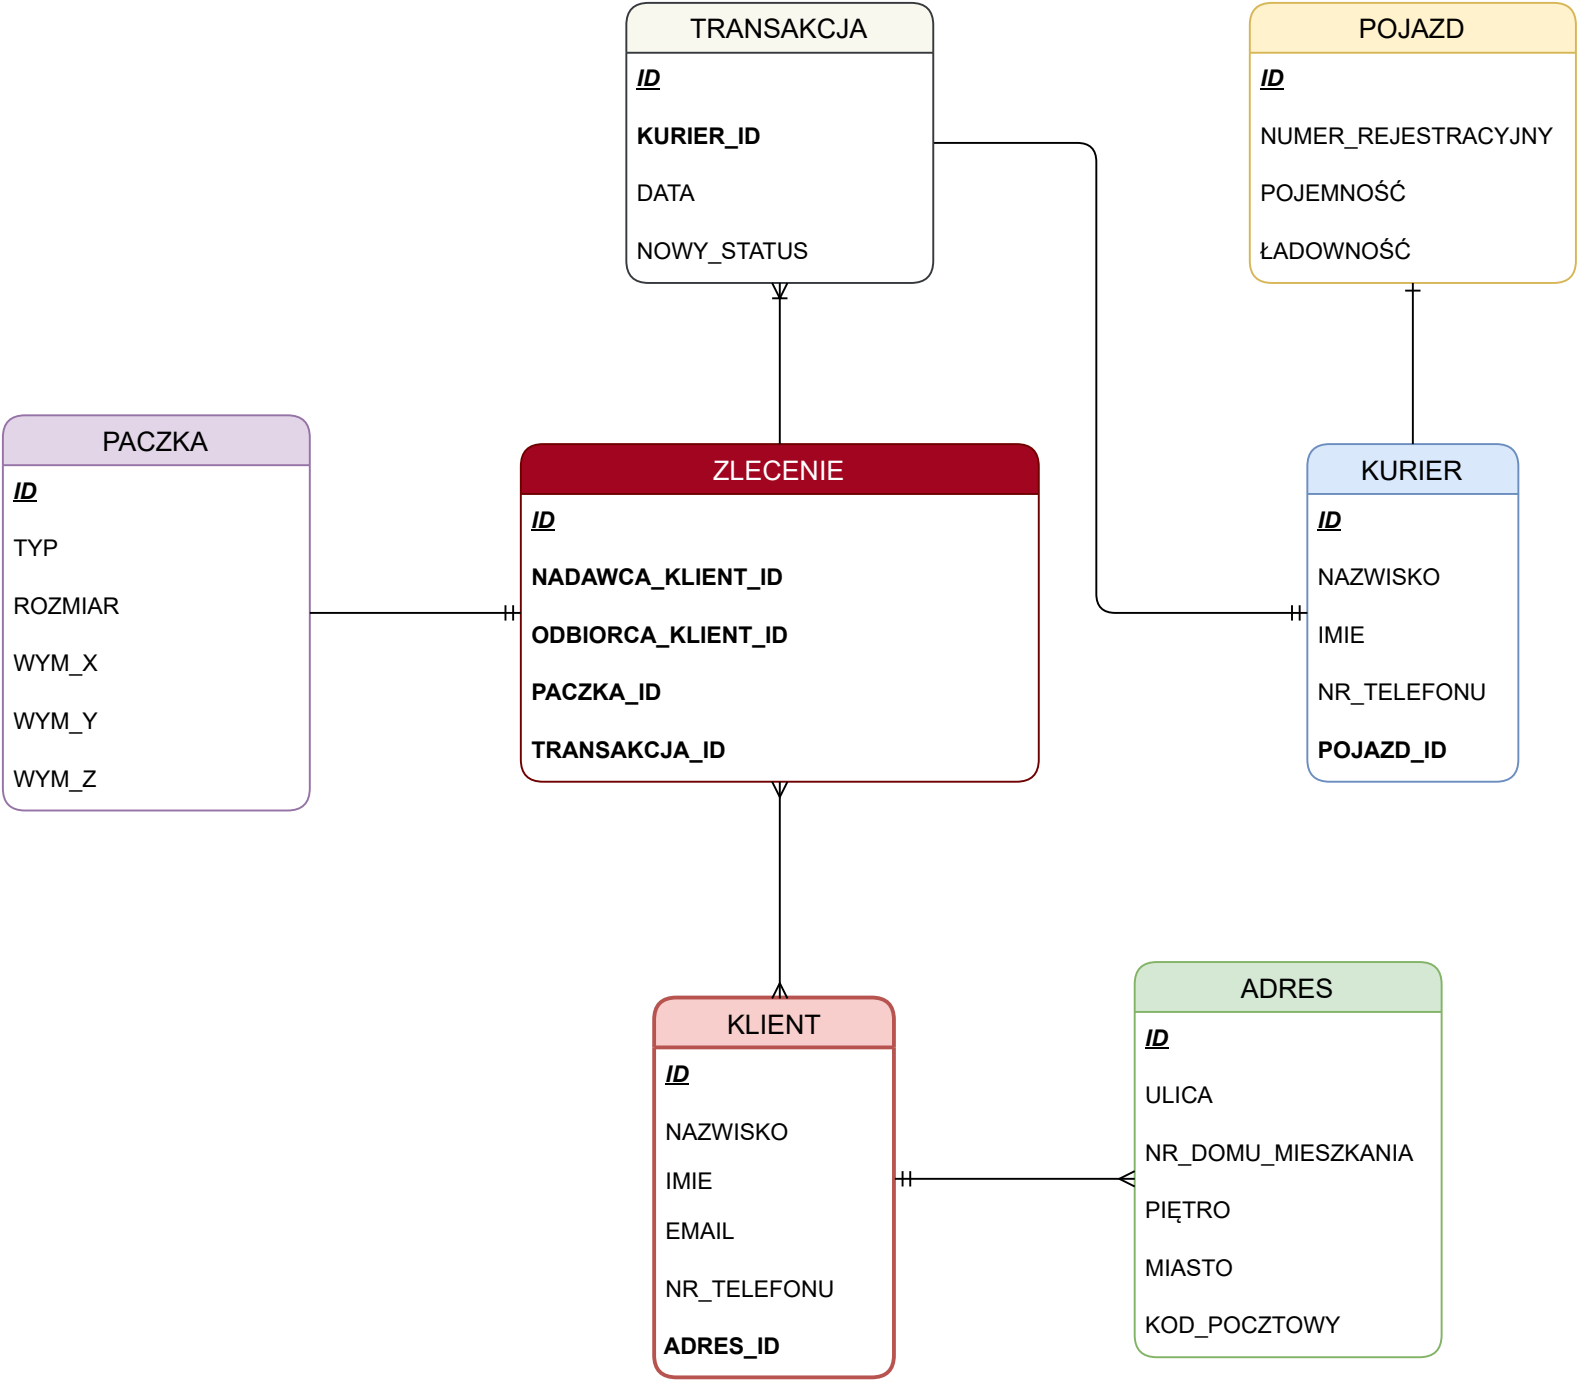 TRANSAKCJA
ID
KURIER_ID
DATA
NOWY_STATUS
POJAZD
ID
NUMER_REJESTRACYJNY
POJEMNOŚĆ
ŁADOWNOŚĆ
PACZKA
ID
TYP
ROZMIAR
WYM_X
WYM_Y
WYM_Z
ZLECENIE
ID
NADAWCA_KLIENT_ID
ODBIORCA_KLIENT_ID
PACZKA_ID
TRANSAKCJA_ID
KURIER
ID
NAZWISKO
IMIE
NR_TELEFONU
POJAZD_ID
KLIENT
ID
NAZWISKO
IMIE
EMAIL
NR_TELEFONU
ADRES_ID
ADRES
ID
ULICA
NR_DOMU_MIESZKANIA
PIĘTRO
MIASTO
KOD_POCZTOWY